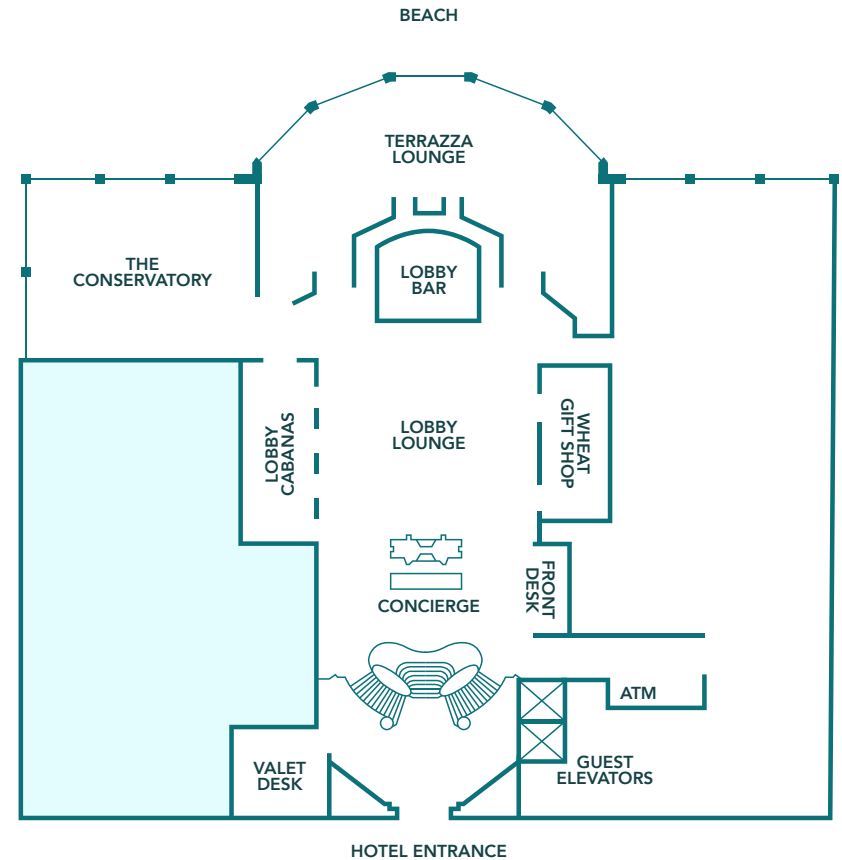 BEACH
TERRAZZA
LOUNGE
THE
CONSERVATORY
LOBBY
BAR
LOBBY
CABANAS
LOBBY
LOUNGE
WHEAT
GIFT SHOP
CONCIERGE
FRONT
DESK
ATM
VALET
DESK
GUEST
ELEVATORS
HOTEL ENTRANCE